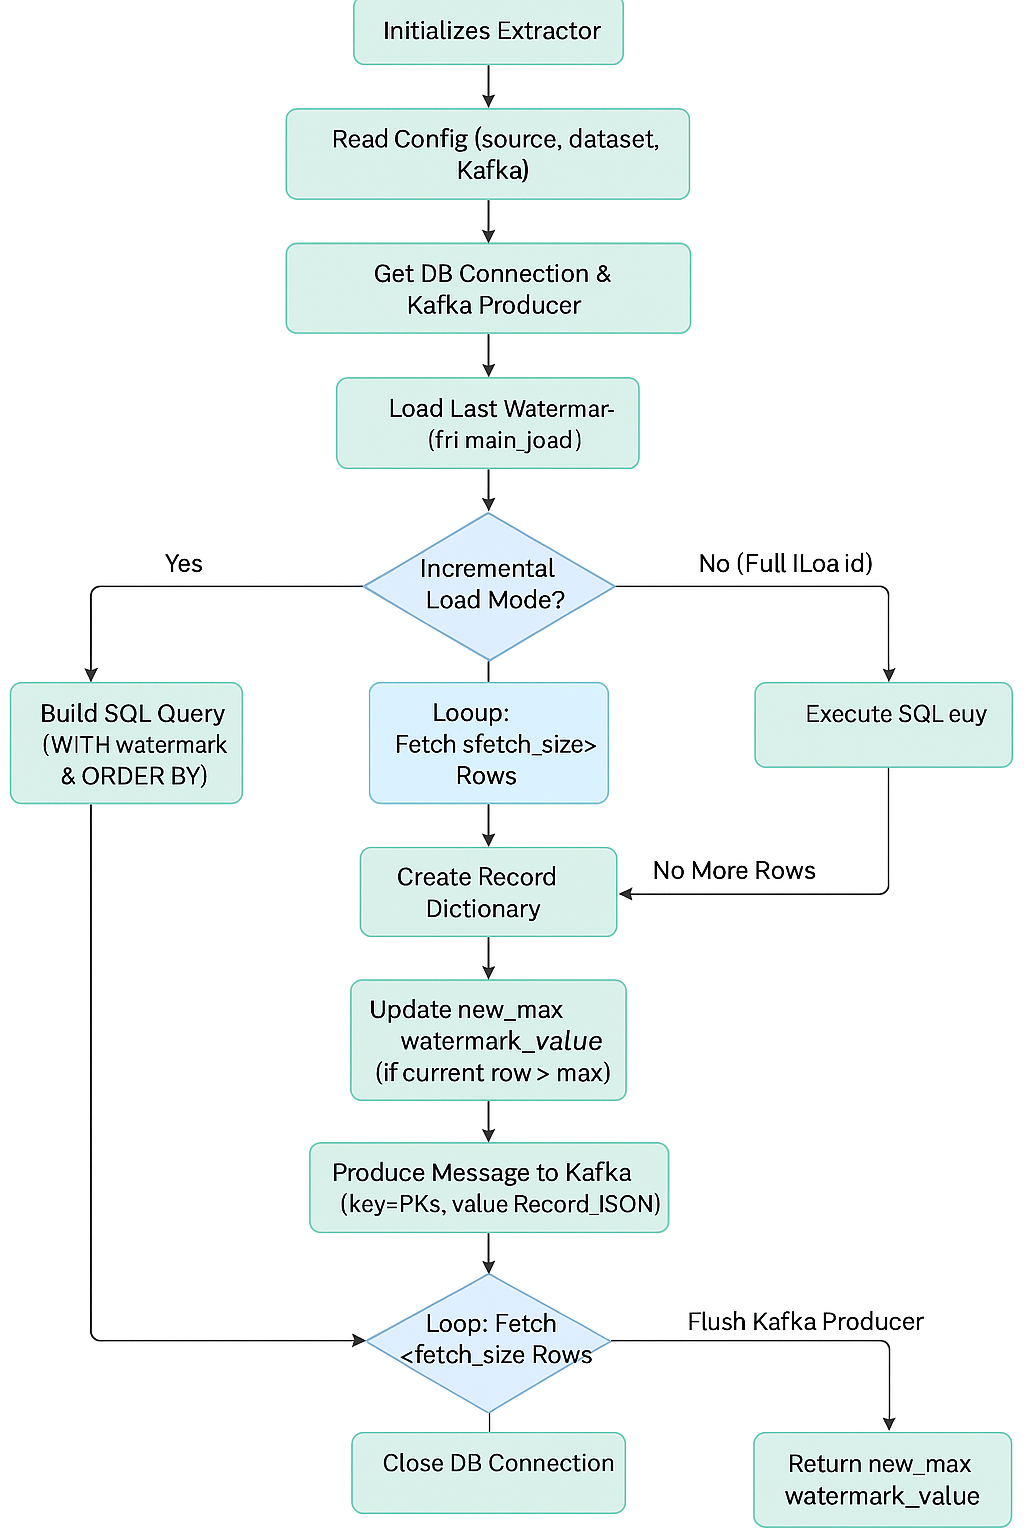 Initializes Extractor
Read Config (source, dataset,
Kafka)
Get DB Connection &
Kafka Producer
Load Last Watermar-
(fri main_joad)
Incremental
Load Mode?
Yes
No (Full ILoa id)
Build SQL Query
(WITH watermark
& ORDER BY)
Looup:
Fetch sfetch_size>
Rows
Execute SQL euy
Create Record
Dictionary
No More Rows
Update new_max
watermark_value
(if current row > max)
Produce Message to Kafka
(key=PKs, value Record_ISON)
Loop: Fetch
<fetch_size Rows
Flush Kafka Producer
Close DB Connection
Return new_max
watermark_value